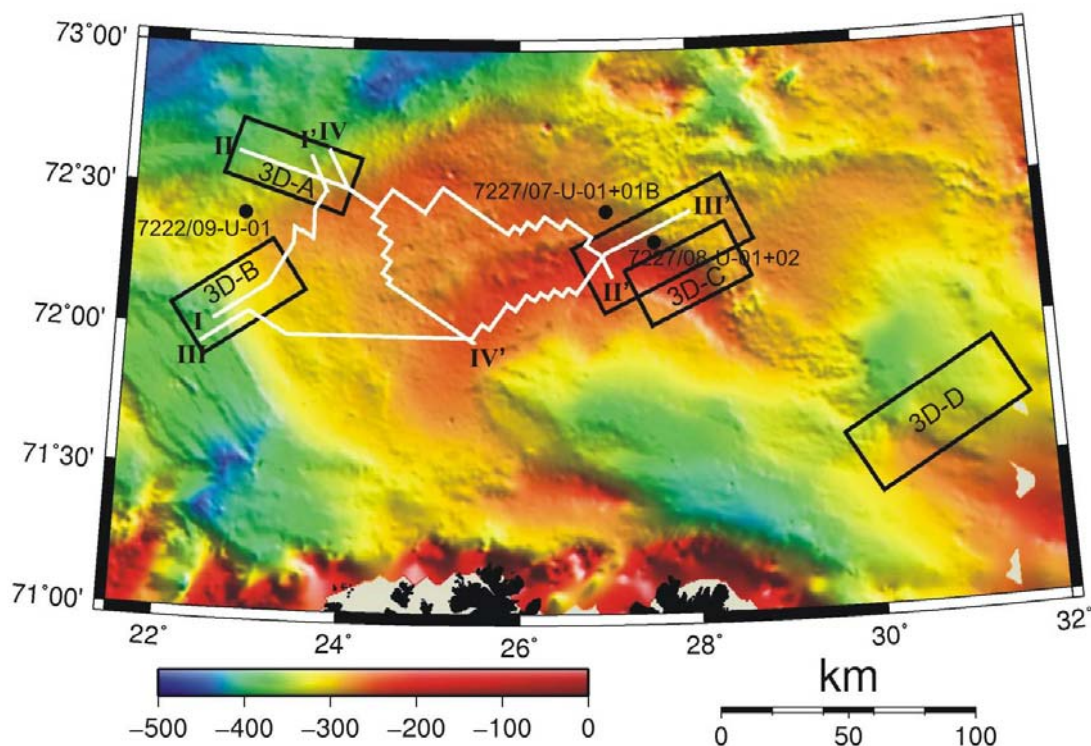 73˚00'
72˚30'
72˚00'
71˚30'
71˚00'
II
I'
IV
3D-A
7222/09-U-01
7227/07-U-01+01B
III'
7227/08-U-01+02
3D-B
I
III
II'
3D-C
IV'
3D-D
22˚
24˚
26˚
28˚
30˚
32˚
−500
−400
−300
−200
−100
0
km
0
50
100